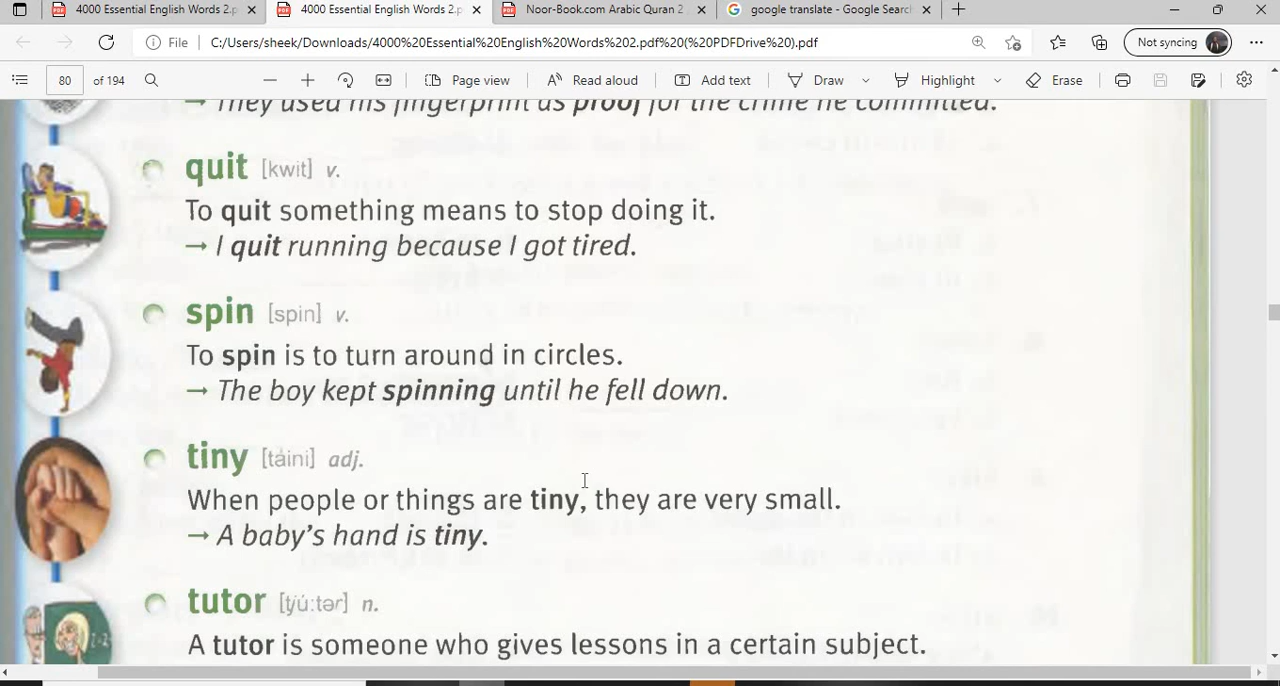 4000 Essential English Words 2.p
4000 Essential English Words 2.p
Noor-Book.com Arabic Quran 2
google translate - Google Searc
File
C:/Users/sheek/Downloads/4000%20Essential%20English%20Words%202.pdf%20(%20PDFDrive%20).pdf
Not syncing
80 of 194
Page view
Read aloud
Add text
Draw
Highlight
Erase
→ They used his fingerprint as proof for the crime he committed.
quit [kwit] v.
To quit something means to stop doing it.
→ I quit running because I got tired.
spin [spin] v.
To spin is to turn around in circles.
→ The boy kept spinning until he fell down.
tiny [táini] adj.
When people or things are tiny, they are very small.
→ A baby's hand is tiny.
tutor [tjú:tər] n.
A tutor is someone who gives lessons in a certain subject.